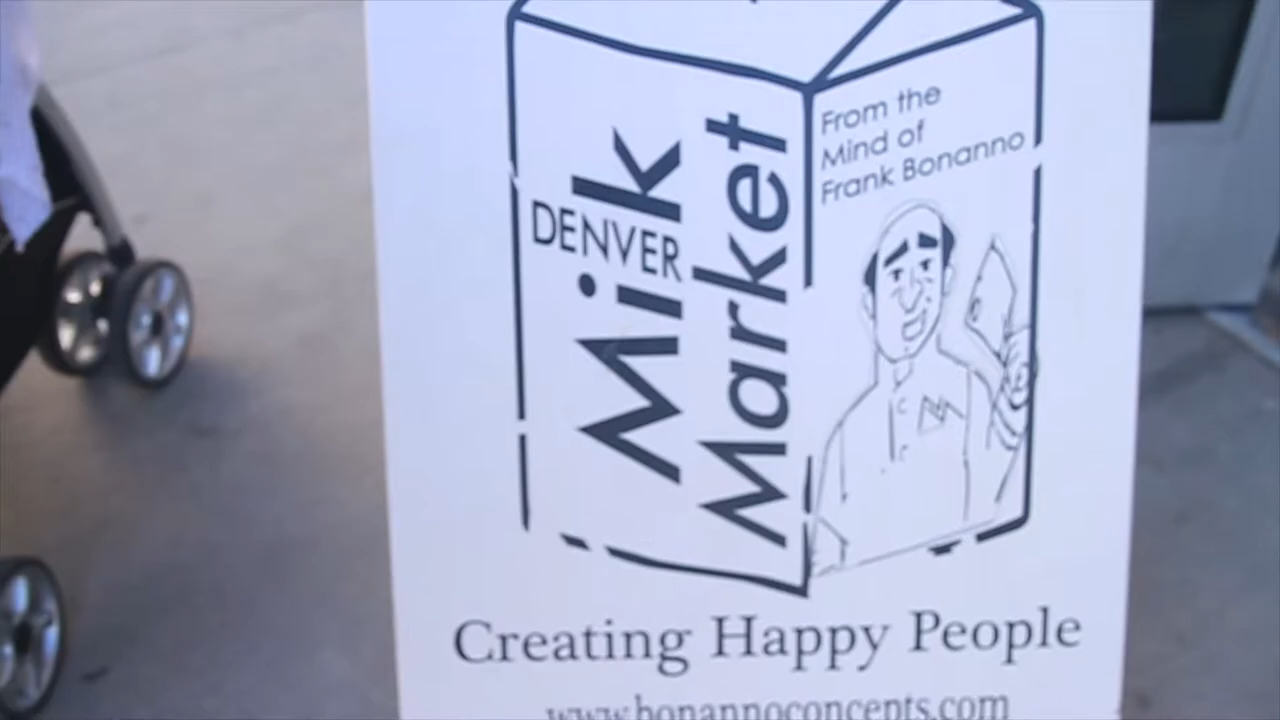 DENVER
Milk
Market
From the
Mind of
Frank Bonanno
Creating Happy People
www.bonannoconcepts.com